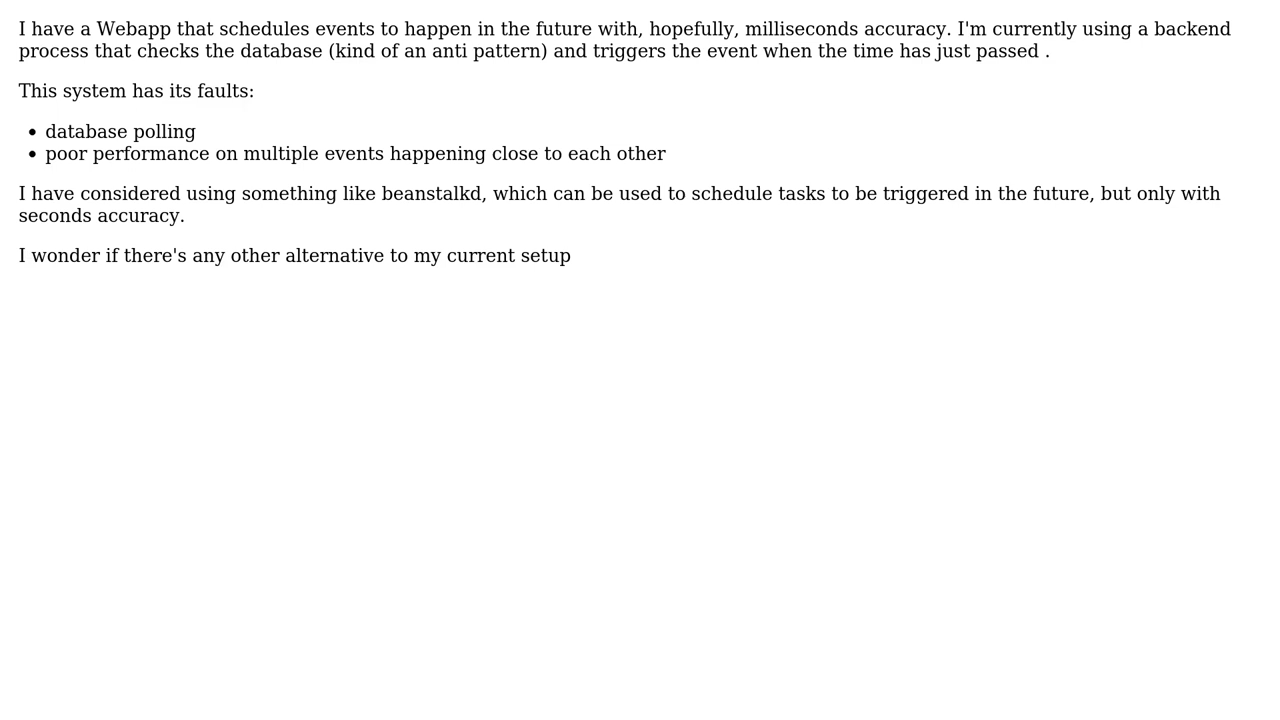 I have a Webapp that schedules events to happen in the future with, hopefully, milliseconds accuracy. I'm currently using a backend
process that checks the database (kind of an anti pattern) and triggers the event when the time has just passed .
This system has its faults:
• database polling
• poor performance on multiple events happening close to each other
I have considered using something like beanstalkd, which can be used to schedule tasks to be triggered in the future, but only with
seconds accuracy.
I wonder if there's any other alternative to my current setup